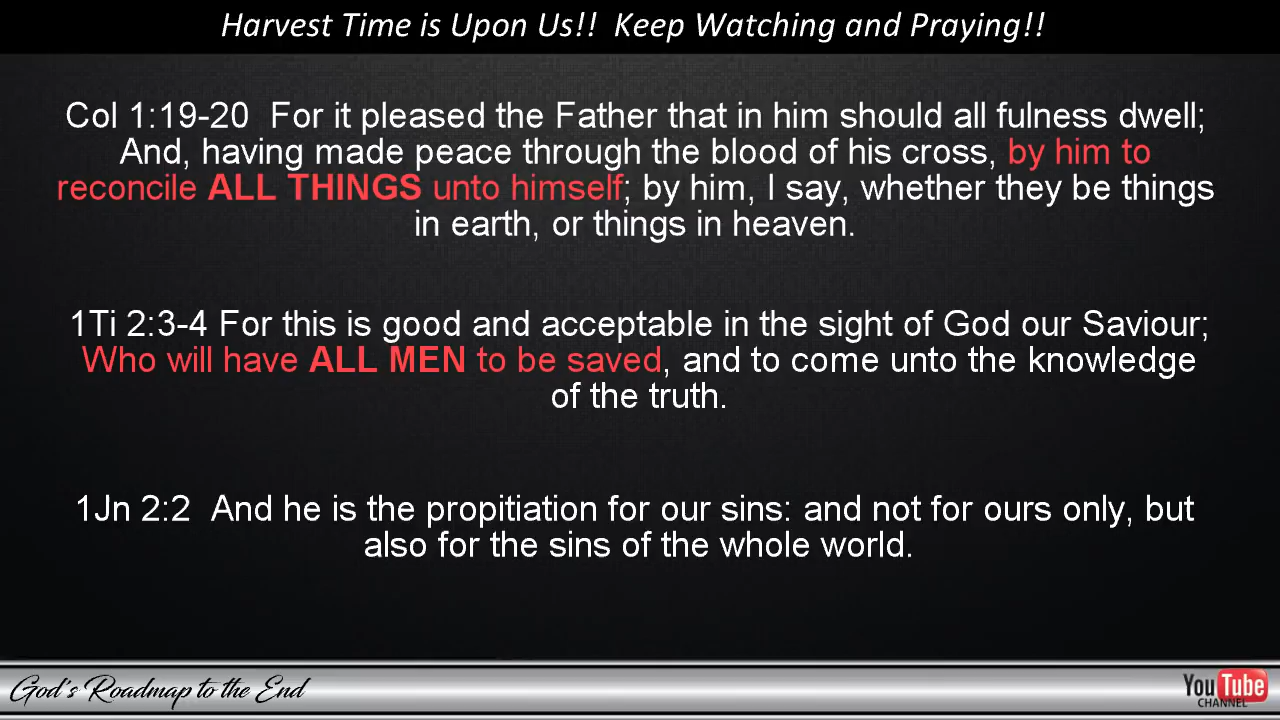 Harvest Time is Upon Us!! Keep Watching and Praying!!
Col 1:19-20 For it pleased the Father that in him should all fulness dwell;
And, having made peace through the blood of his cross, by him to
reconcile ALL THINGS unto himself; by him, I say, whether they be things
in earth, or things in heaven.
1Ti 2:3-4 For this is good and acceptable in the sight of God our Saviour;
Who will have ALL MEN to be saved, and to come unto the knowledge
of the truth.
1Jn 2:2 And he is the propitiation for our sins: and not for ours only, but
also for the sins of the whole world.
God's Roadmap to the End
YouTube
CHANNEL